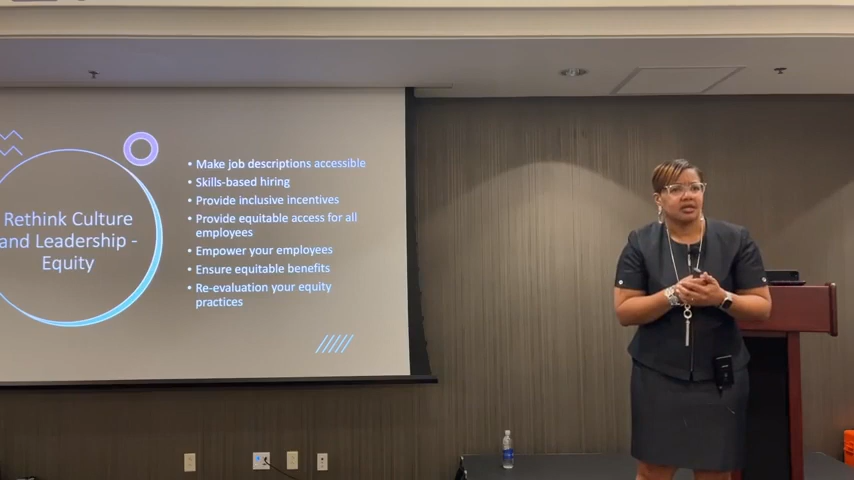 Rethink Culture
and Leadership -
Equity
• Make job descriptions accessible
• Skills-based hiring
• Provide inclusive incentives
• Provide equitable access for all
employees
• Empower your employees
• Ensure equitable benefits
• Re-evaluation your equity
practices